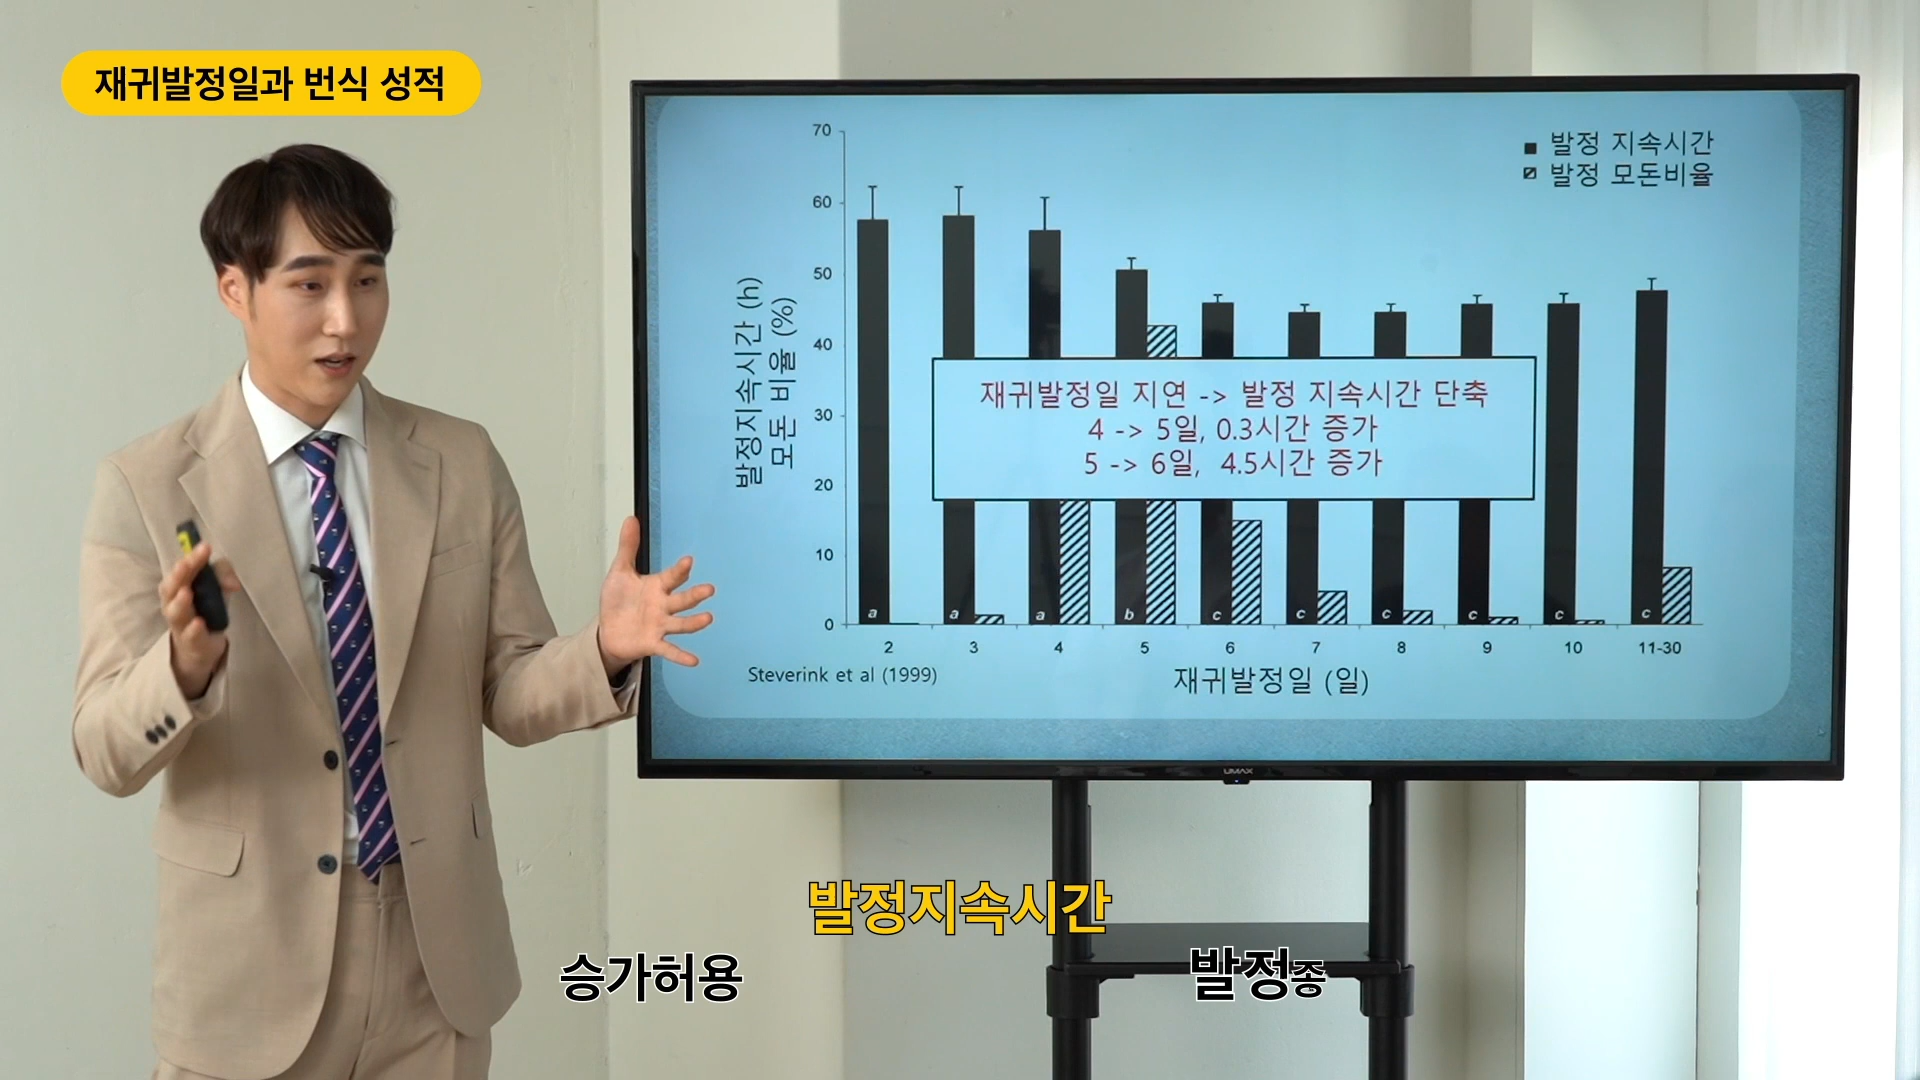 재귀발정일과 번식 성적
발정 지속시간
발정 모돈비율
발정지속시간 (h)
모돈 비율 (%)
70
60
50
40
30
20
10
0
재귀발정일 지연 -> 발정 지속시간 단축
4 -> 5일, 0.3시간 증가
5 -> 6일, 4.5시간 증가
a a a b c c c c c c
2 3 4 5 6 7 8 9 10 11-30
Steverink et al (1999)
재귀발정일 (일)
UMAX
발정지속시간
승가허용 발정종